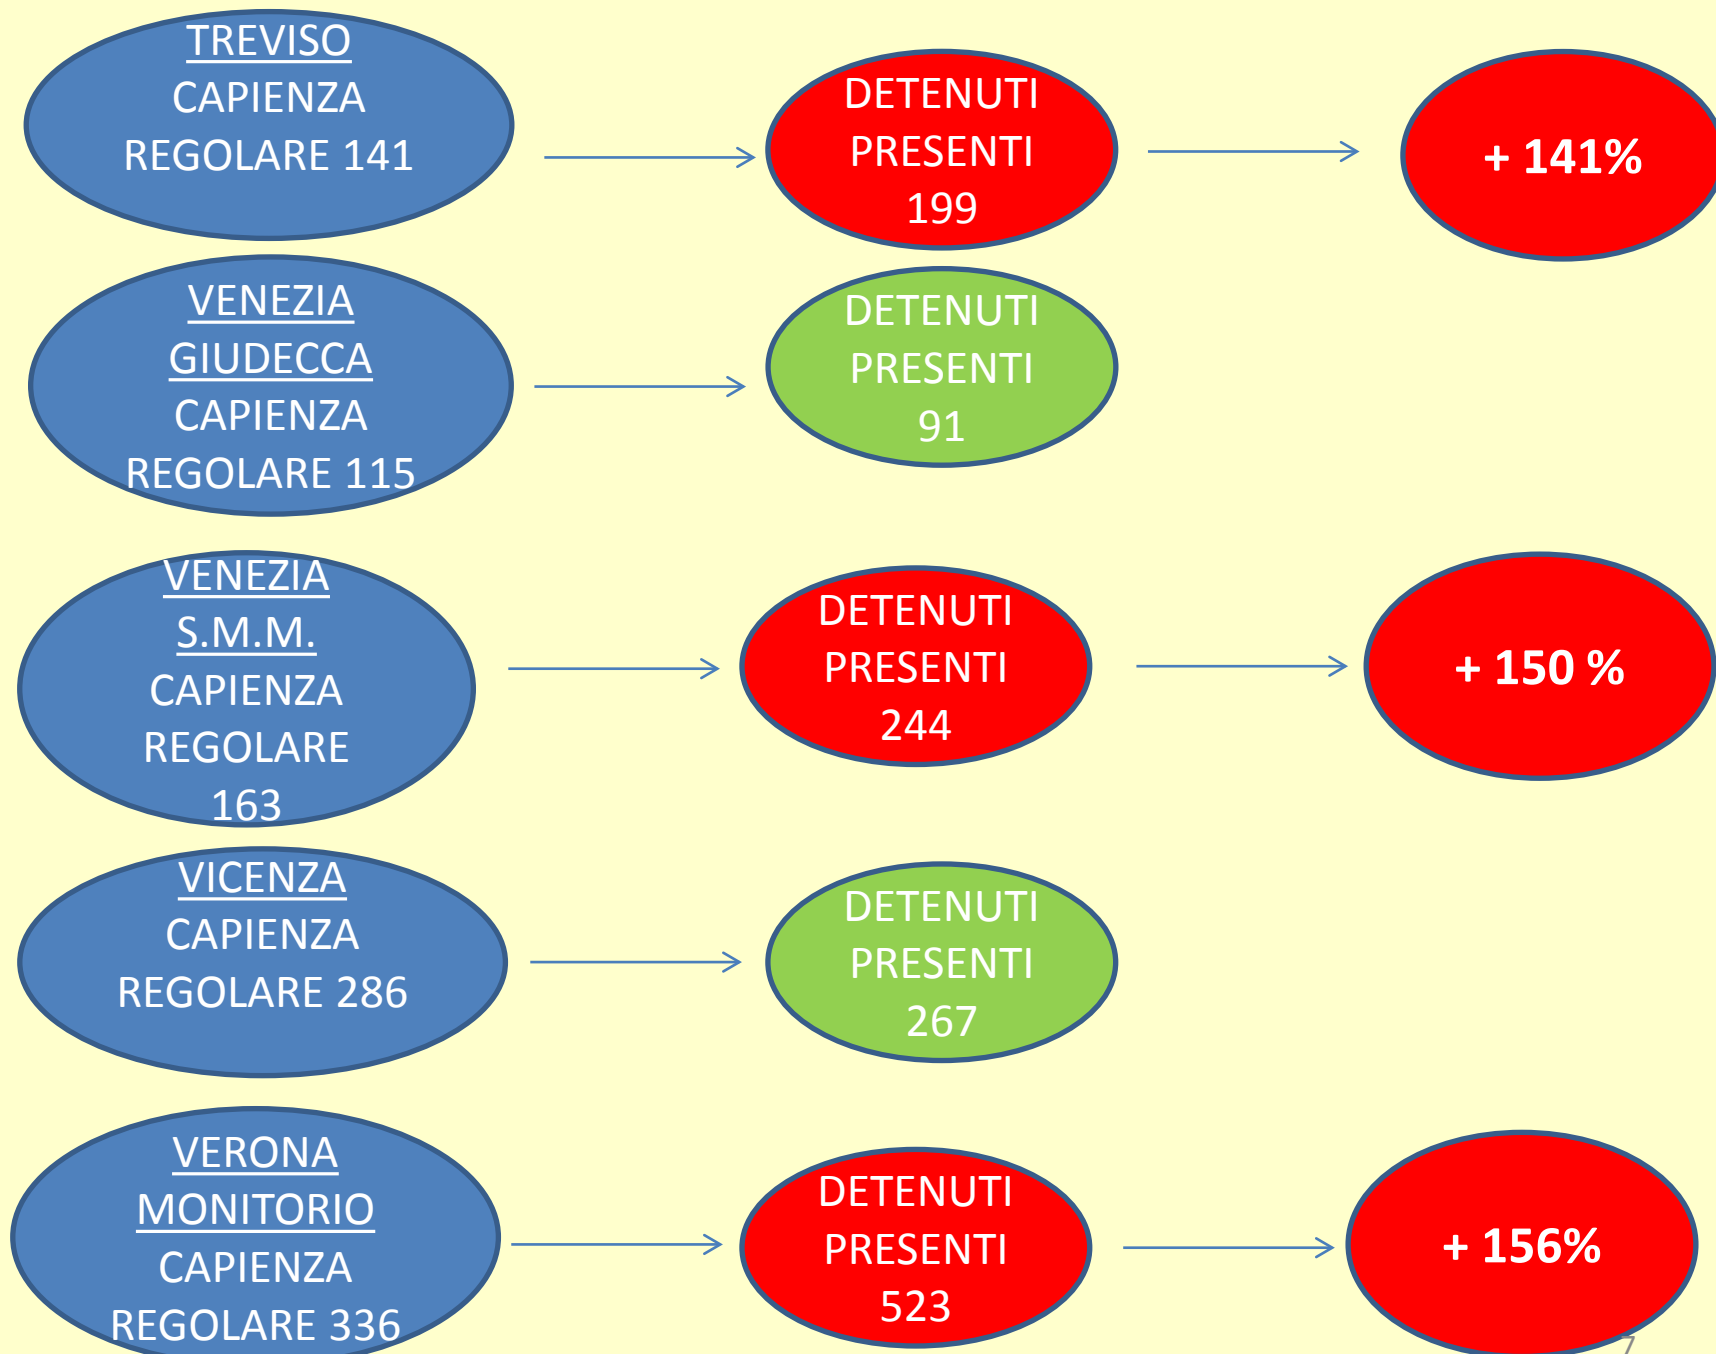 TREVISO
CAPIENZA
REGOLARE 141
DETENUTI
PRESENTI
199
+ 141%
VENEZIA
GIUDECCA
CAPIENZA
REGOLARE 115
DETENUTI
PRESENTI
91
VENEZIA
S.M.M.
CAPIENZA
REGOLARE
163
DETENUTI
PRESENTI
244
+ 150 %
VICENZA
CAPIENZA
REGOLARE 286
DETENUTI
PRESENTI
267
VERONA
MONITORIO
CAPIENZA
REGOLARE 336
DETENUTI
PRESENTI
523
+ 156%
7